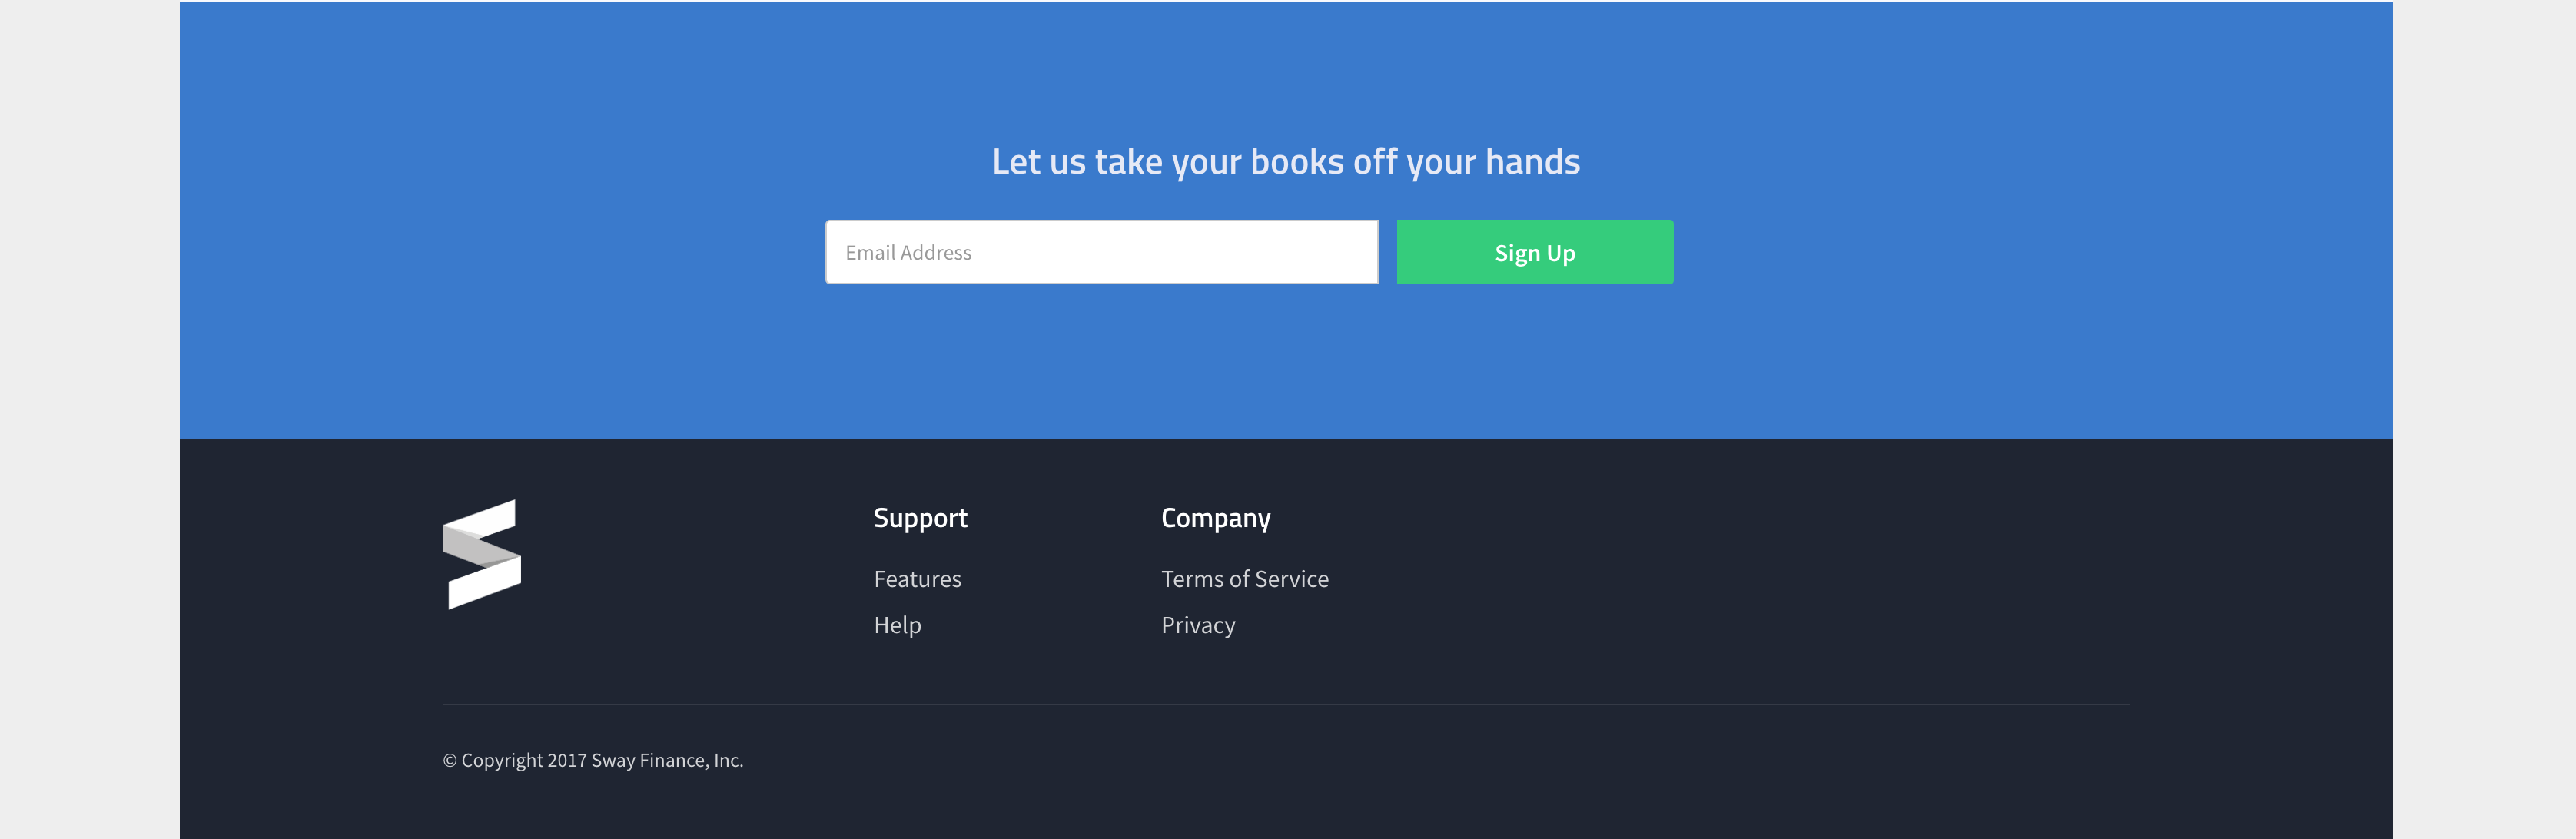 Let us take your books off your hands
Email Address
Sign Up
Support
Features
Help
Company
Terms of Service
Privacy
© Copyright 2017 Sway Finance, Inc.